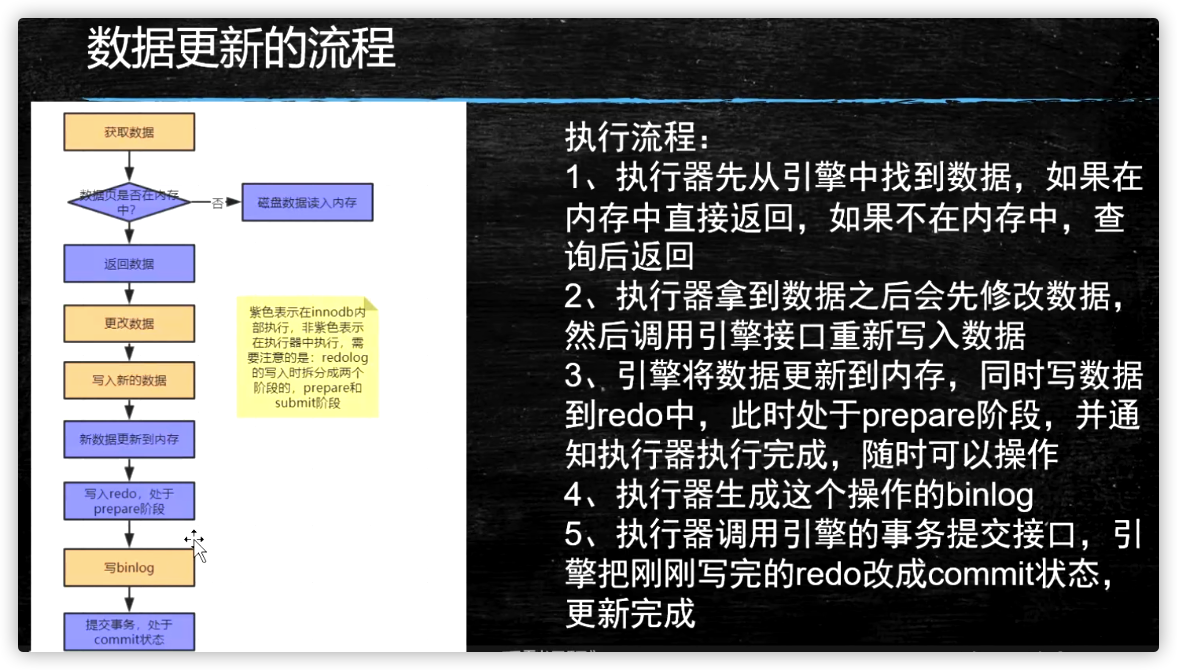 数据更新的流程
获取数据
数据页是否在内存
中?
否
磁盘数据读入内存
返回数据
更改数据
写入新的数据
新数据更新到内存
写入redo，处于
prepare阶段
写binlog
提交事务，处于
commit状态
紫色表示在innodb内
部执行，非紫色表示
在执行器中执行，需
要注意的是：redolog
的写入时拆分成两个
阶段的，prepare和
submit阶段
执行流程：
1、执行器先从引擎中找到数据，如果在
内存中直接返回，如果不在内存中，查
询后返回
2、执行器拿到数据之后会先修改数据，
然后调用引擎接口重新写入数据
3、引擎将数据更新到内存，同时写数据
到redo中，此时处于prepare阶段，并通
知执行器执行完成，随时可以操作
4、执行器生成这个操作的binlog
5、执行器调用引擎的事务提交接口，引
擎把刚刚写完的redo改成commit状态，
更新完成